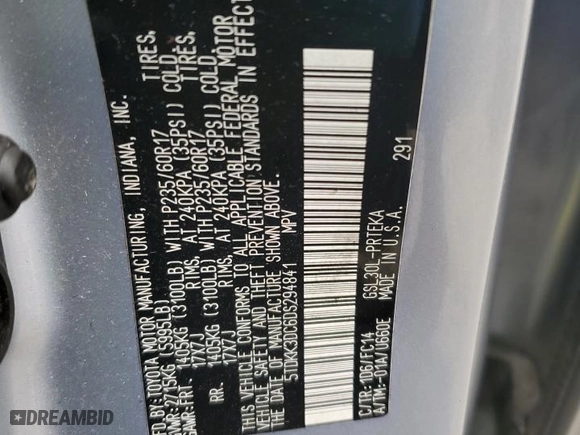 MFD. BY: TOYOTA MOTOR MANUFACTURING, INDIANA, INC.
GVWR: 2715KG (5995LB)
GAWR: FRT. 1405KG (3100LB) WITH P235/60R17 TIRES,
17X7J RIMS, AT 240KPA (35PSI) COLD.
RR. 1405KG (3100LB) WITH P235/60R17 TIRES,
17X7J RIMS, AT 240KPA (35PSI) COLD.
THIS VEHICLE CONFORMS TO ALL APPLICABLE FEDERAL MOTOR
VEHICLE SAFETY AND THEFT PREVENTION STANDARDS IN EFFECT
ON THE DATE OF MANUFACTURE SHOWN ABOVE.
5TDKK3DC6DS294841 MPV
C/TR: 1D6/FC14 GSL30L-PRTEKA 291
A/TM: -01A/U660E MADE IN U.S.A.
AUTOBIDCAR